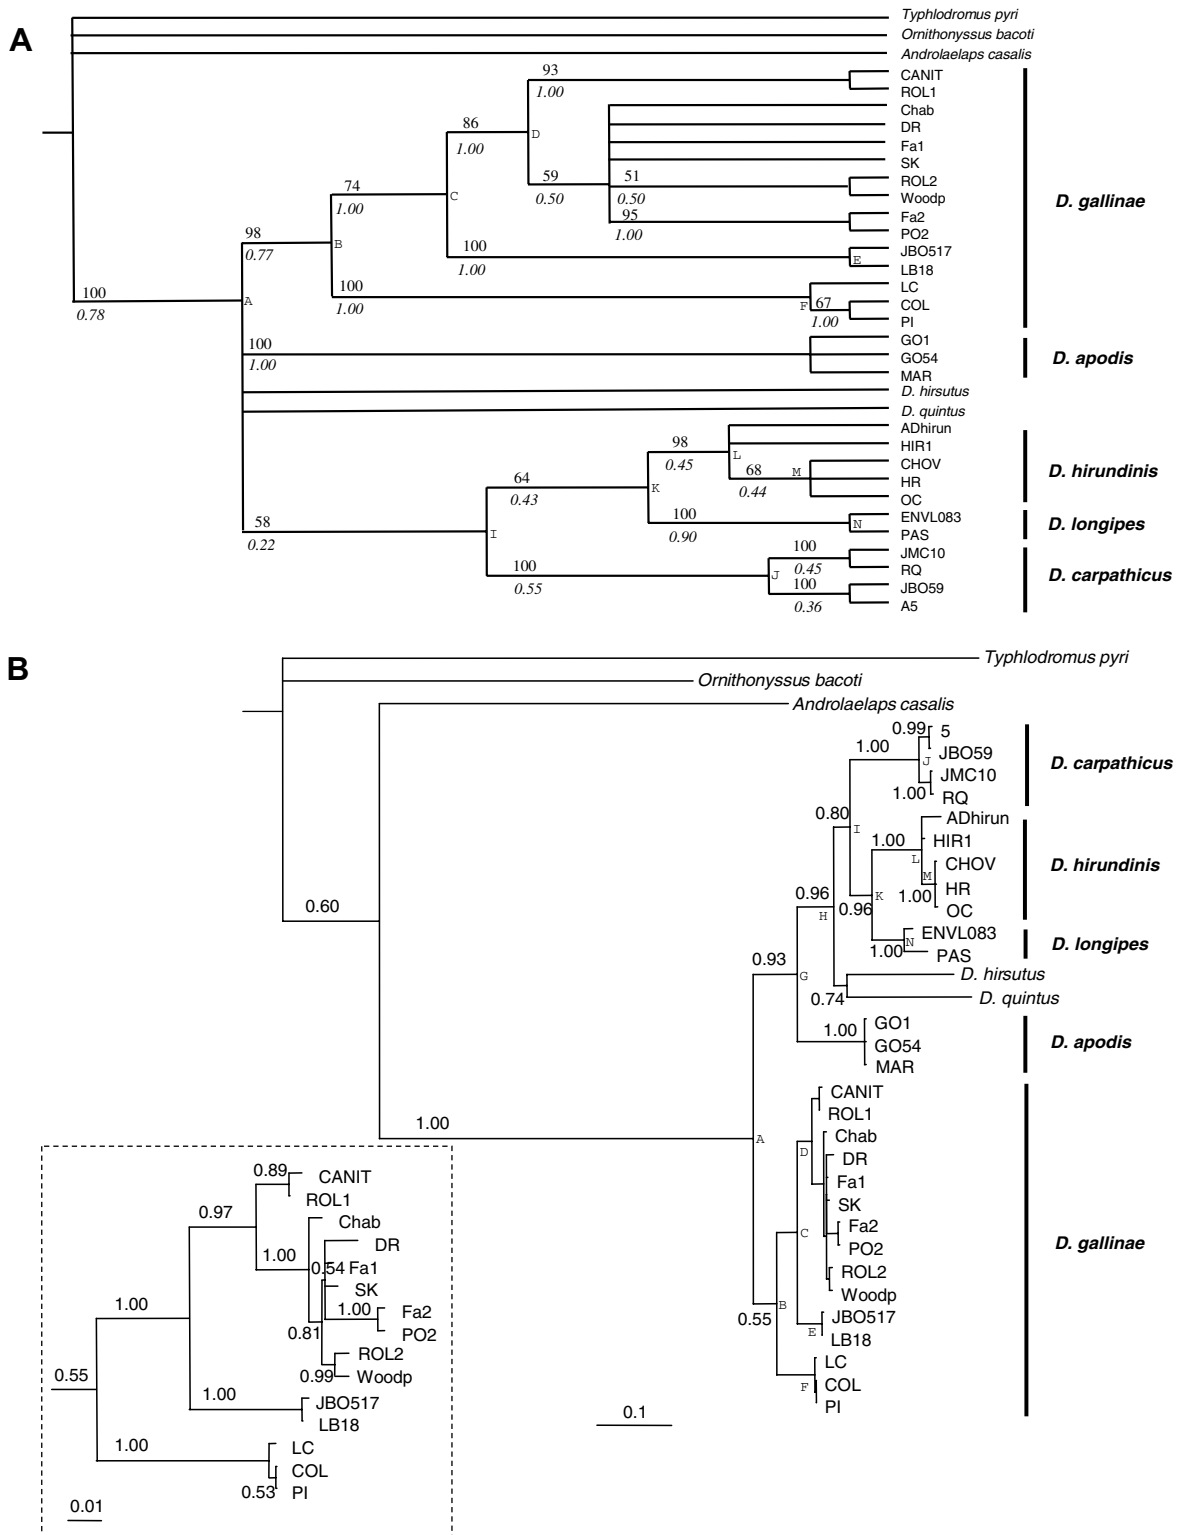 A
Typhlodromus pyri
Ornithonyssus bacoti
Androlaelaps casalis
93
1.00
CANIT
ROL1
86
1.00
D
Chab
DR
Fa1
SK
59
0.50
51
0.50
ROL2
Woodp
D. gallinae
74
1.00
C
95
1.00
Fa2
PO2
98
0.77
B
100
1.00
E
JBO517
LB18
100
0.78
A
100
1.00
F
67
1.00
LC
COL
PI
100
1.00
GO1
GO54
MAR
D. apodis
D. hirsutus
D. quintus
98
0.45
L
ADhirun
HIR1
68
0.44
M
CHOV
HR
OC
D. hirundinis
64
0.43
K
100
0.90
N
ENVL083
PAS
D. longipes
58
0.22
I
100
0.55
J
100
0.45
JMC10
RQ
100
0.36
JBO59
A5
D. carpathicus
B
Typhlodromus pyri
Ornithonyssus bacoti
Androlaelaps casalis
0.99
5
1.00
J
JBO59
JMC10
1.00
RQ
D. carpathicus
0.80
I
ADhirun
1.00
HIR1
L
CHOV
M
1.00
HR
OC
D. hirundinis
0.96
H
0.96
K
ENVL083
N
1.00
PAS
D. longipes
0.60
0.93
G
D. hirsutus
0.74
D. quintus
1.00
GO1
GO54
MAR
D. apodis
1.00
A
CANIT
ROL1
Chab
D
DR
Fa1
SK
Fa2
PO2
C
ROL2
Woodp
D. gallinae
0.55
B
JBO517
E
LB18
LC
F
COL
PI
0.1
0.89
CANIT
ROL1
0.97
Chab
1.00
DR
0.54
Fa1
SK
1.00
Fa2
PO2
1.00
0.81
ROL2
0.99
Woodp
0.55
1.00
JBO517
LB18
1.00
LC
COL
0.53
PI
0.01